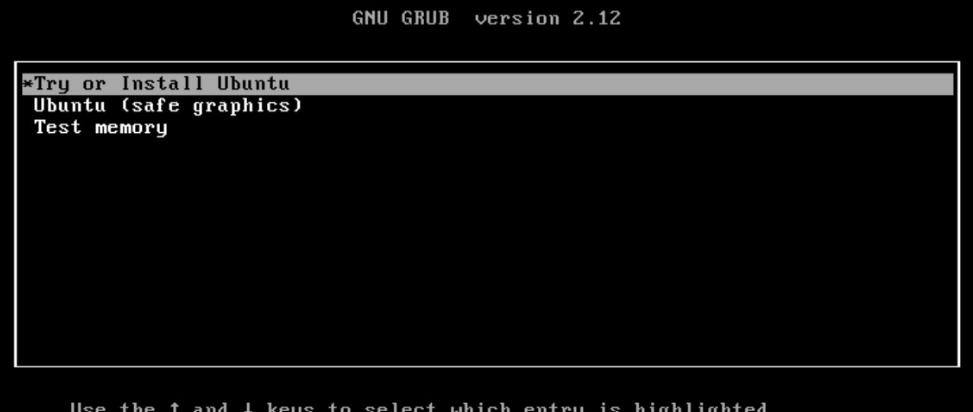 GNU GRUB  version 2.12
*Try or Install Ubuntu
Ubuntu (safe graphics)
Test memory
Use the ↑ and ↓ keys to select which entry is highlighted.